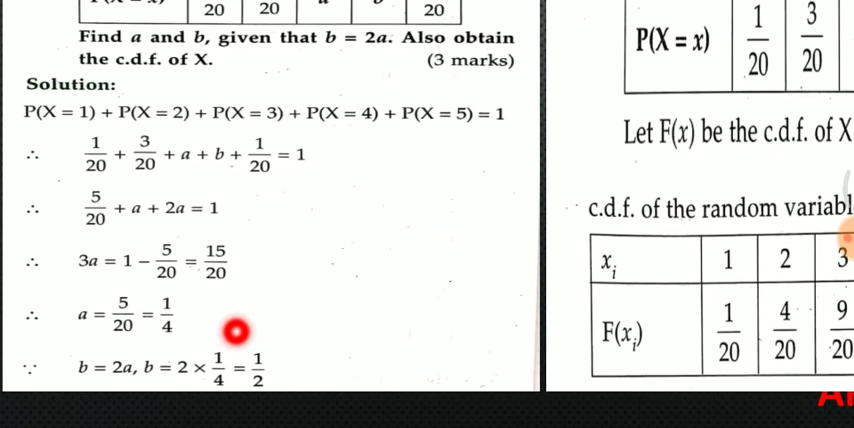 20 20 20
Find a and b, given that b = 2a. Also obtain
the c.d.f. of X. (3 marks)
Solution:
P(X = 1) + P(X = 2) + P(X = 3) + P(X = 4) + P(X = 5) = 1
∴ 1/20 + 3/20 + a + b + 1/20 = 1
∴ 5/20 + a + 2a = 1
∴ 3a = 1 − 5/20 = 15/20
∴ a = 5/20 = 1/4
∵ b = 2a, b = 2 × 1/4 = 1/2
P(X = x) 1/20 3/20
Let F(x) be the c.d.f. of X
c.d.f. of the random variabl
xi 1 2 3
F(xi) 1/20 4/20 9/20